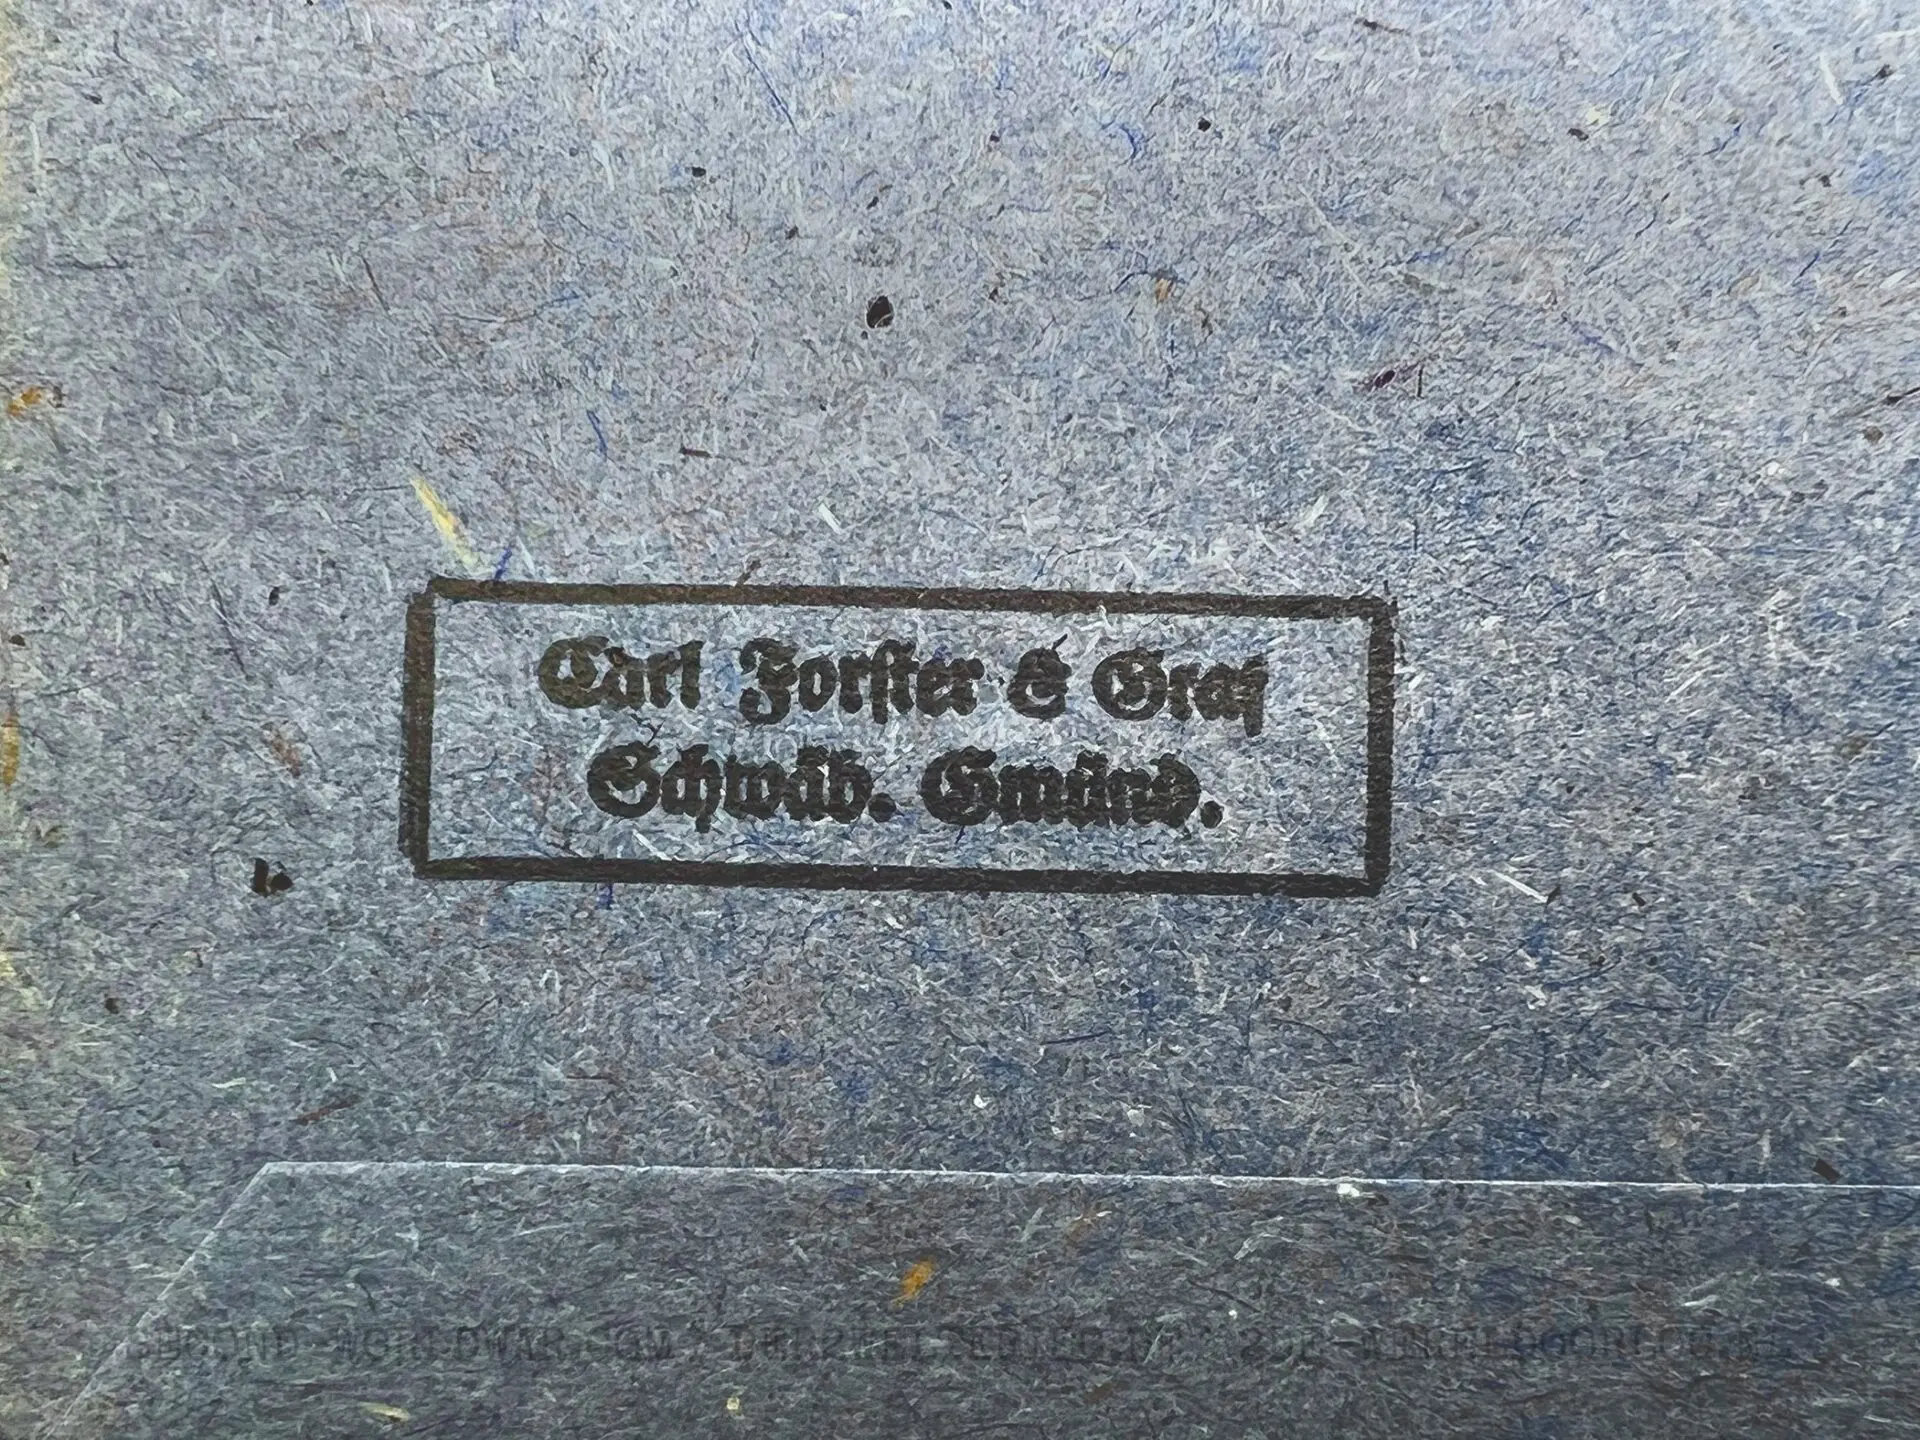 Carl Forster & Graf
Schwäb. Gmünd.